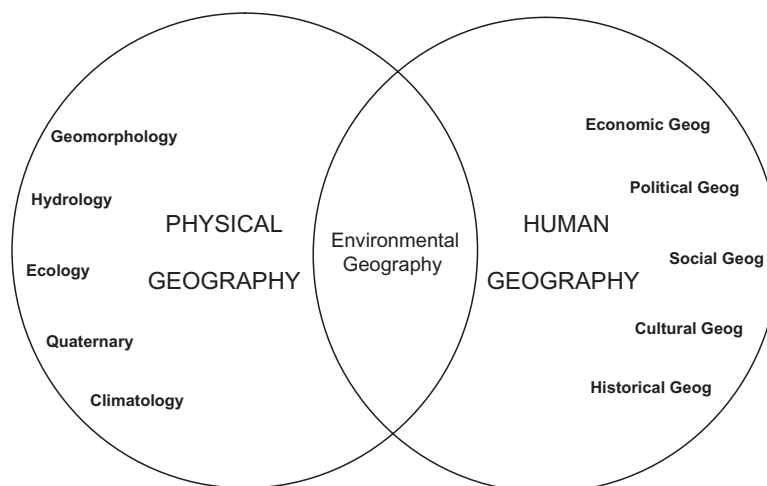 Geomorphology
Hydrology
Ecology
Quaternary
Climatology
PHYSICAL
GEOGRAPHY
Environmental
Geography
HUMAN
GEOGRAPHY
Economic Geog
Political Geog
Social Geog
Cultural Geog
Historical Geog